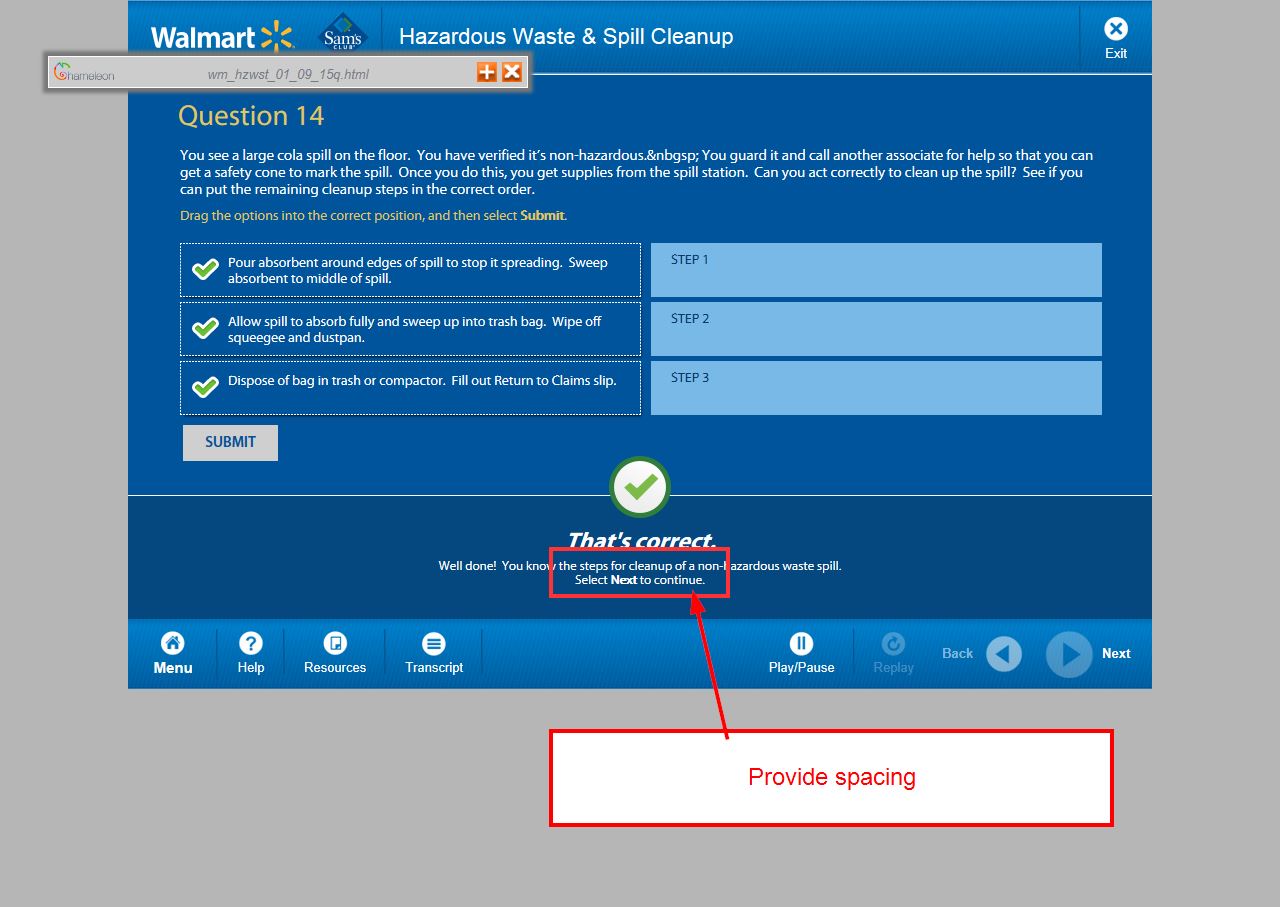 Walmart
Sam's
CLUB
Hazardous Waste & Spill Cleanup
Exit
Chameleon
wm_hzwst_01_09_15q.html
Question 14
You see a large cola spill on the floor.  You have verified it’s non-hazardous.&nbgsp; You guard it and call another associate for help so that you can
get a safety cone to mark the spill.  Once you do this, you get supplies from the spill station.  Can you act correctly to clean up the spill?  See if you
can put the remaining cleanup steps in the correct order.
Drag the options into the correct position, and then select Submit.
Pour absorbent around edges of spill to stop it spreading.  Sweep
absorbent to middle of spill.
STEP 1
Allow spill to absorb fully and sweep up into trash bag.  Wipe off
squeegee and dustpan.
STEP 2
Dispose of bag in trash or compactor.  Fill out Return to Claims slip.
STEP 3
SUBMIT
That's correct.
Well done!  You know the steps for cleanup of a non-hazardous waste spill.
Select Next to continue.
Menu
Help
Resources
Transcript
Play/Pause
Replay
Back
Next
Provide spacing